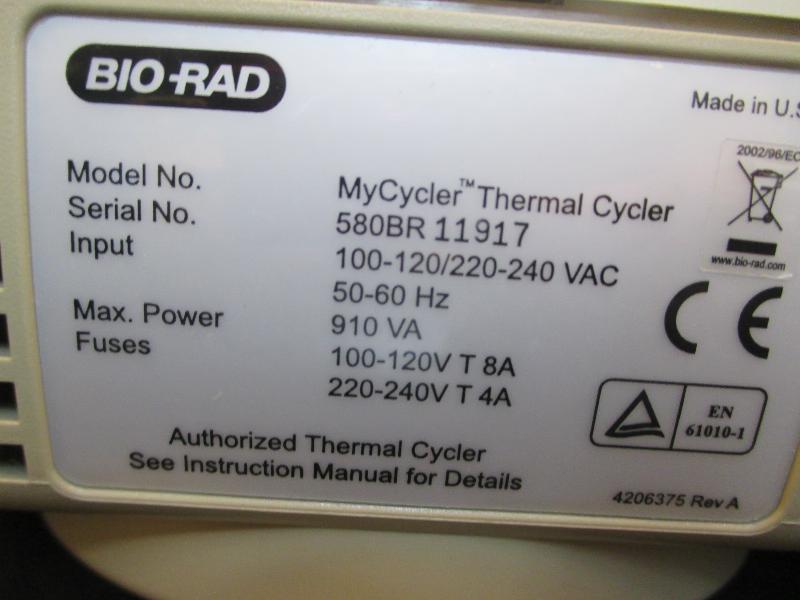 BIO-RAD
Made in U.S
2002/96/EC
www.bio-rad.com
Model No. MyCycler™ Thermal Cycler
Serial No. 580BR 11917
Input 100-120/220-240 VAC
50-60 Hz
Max. Power 910 VA
Fuses 100-120V T 8A
220-240V T 4A
CE
EN
61010-1
Authorized Thermal Cycler
See Instruction Manual for Details
4206375 Rev A